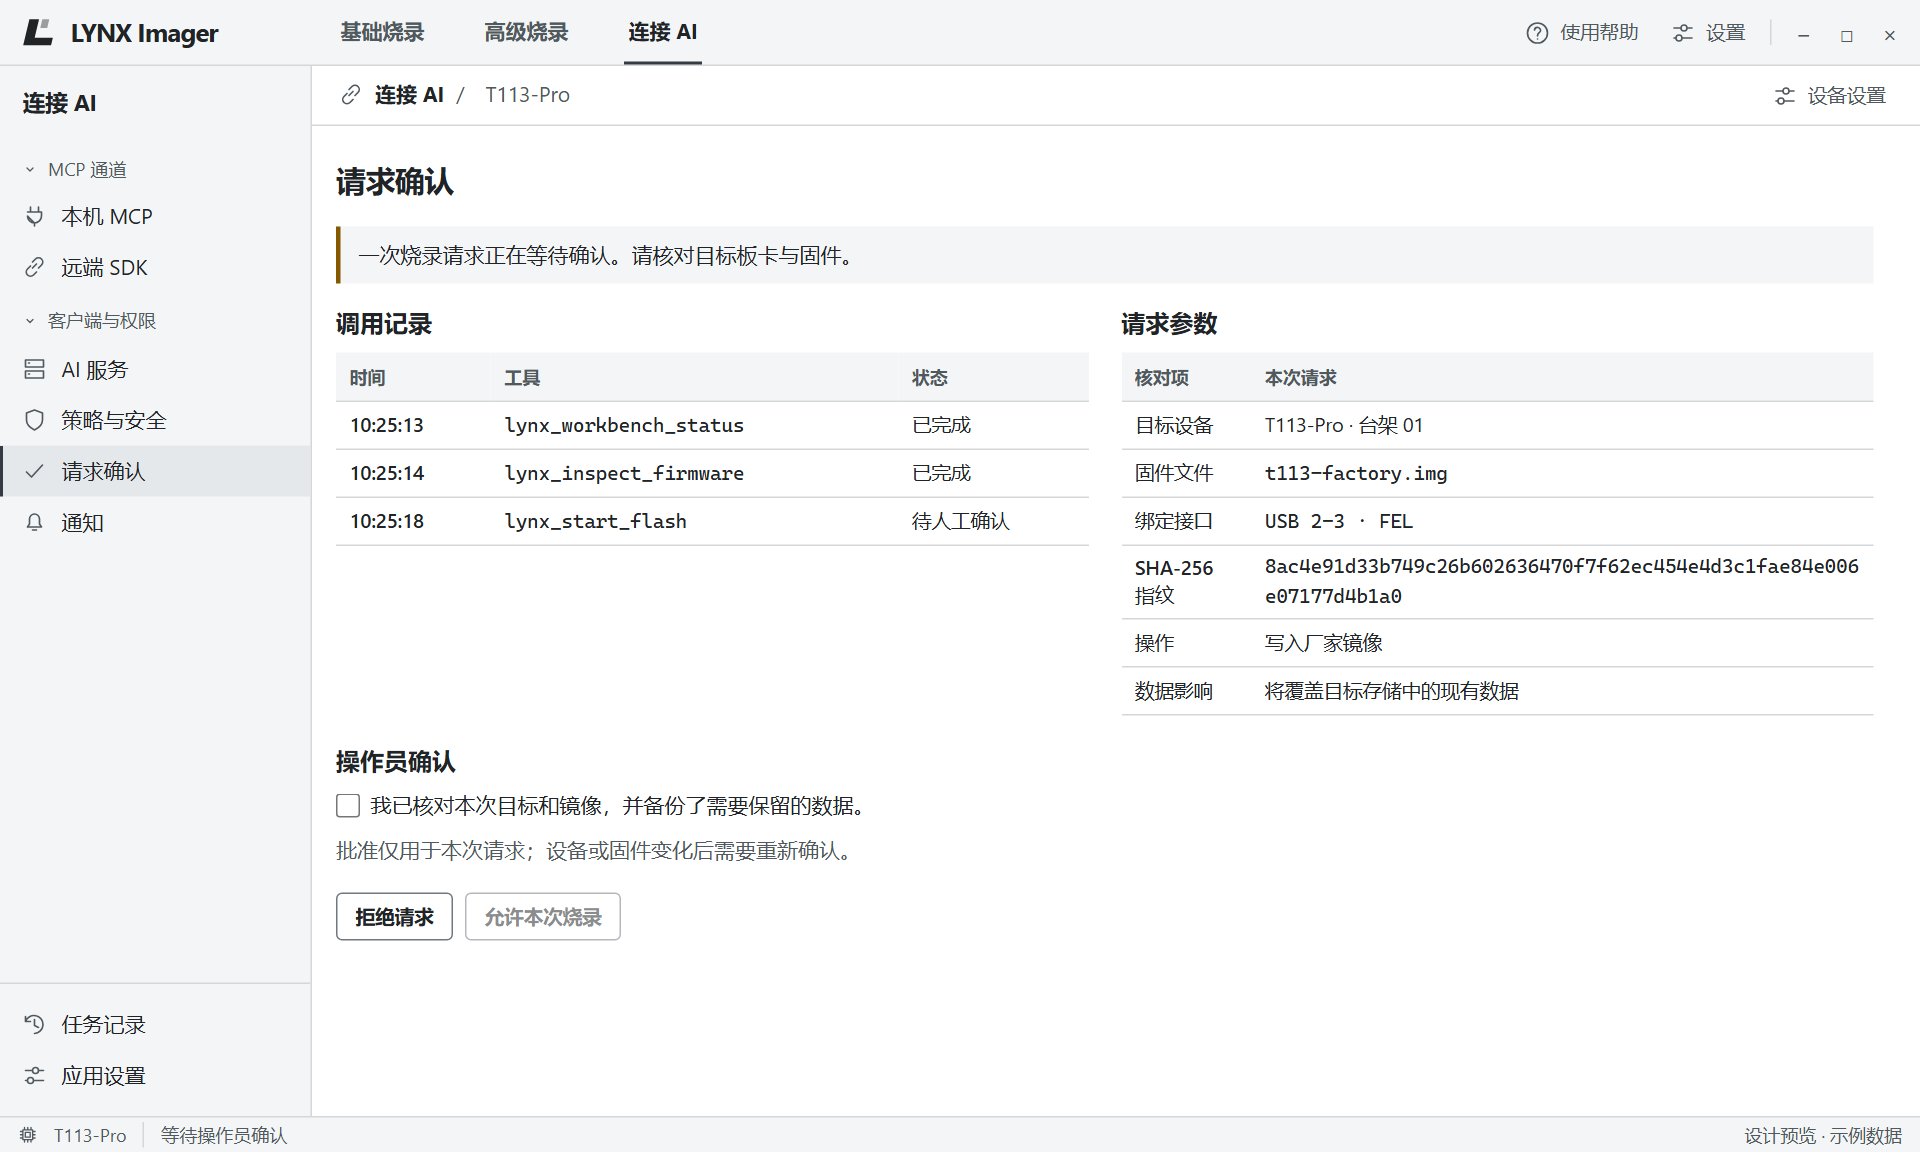 LYNX Imager
基础烧录
高级烧录
连接 AI
使用帮助
设置
连接 AI
MCP 通道
本机 MCP
远端 SDK
客户端与权限
AI 服务
策略与安全
请求确认
通知
任务记录
应用设置
连接 AI / T113-Pro
设备设置
请求确认
一次烧录请求正在等待确认。请核对目标板卡与固件。
调用记录
时间 工具 状态
10:25:13 lynx_workbench_status 已完成
10:25:14 lynx_inspect_firmware 已完成
10:25:18 lynx_start_flash 待人工确认
请求参数
核对项 本次请求
目标设备 T113-Pro · 台架 01
固件文件 t113-factory.img
绑定接口 USB 2-3 · FEL
SHA-256 指纹 8ac4e91d33b749c26b602636470f7f62ec454e4d3c1fae84e006
e07177d4b1a0
操作 写入厂家镜像
数据影响 将覆盖目标存储中的现有数据
操作员确认
我已核对本次目标和镜像，并备份了需要保留的数据。
批准仅用于本次请求；设备或固件变化后需要重新确认。
拒绝请求
允许本次烧录
T113-Pro
等待操作员确认
设计预览 · 示例数据